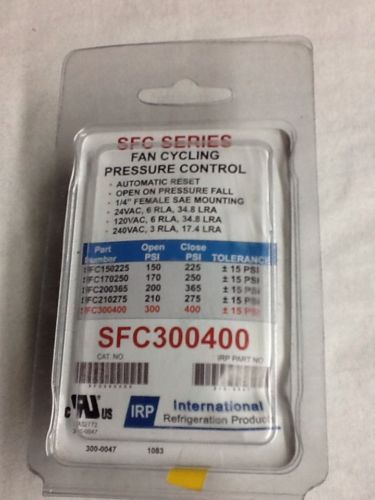 SFC SERIES
FAN CYCLING
PRESSURE CONTROL
• AUTOMATIC RESET
• OPEN ON PRESSURE FALL
• 1/4" FEMALE SAE MOUNTING
• 24VAC, 6 RLA, 34.8 LRA
• 120VAC, 6 RLA, 34.8 LRA
• 240VAC, 3 RLA, 17.4 LRA
Part Number Open PSI Close PSI TOLERANCE
SFC150225 150 225 ± 15 PSI
SFC170250 170 250 ± 15 PSI
SFC200365 200 365 ± 15 PSI
SFC210275 210 275 ± 15 PSI
SFC300400 300 400 ± 15 PSI
SFC300400
CAT. NO. IRP PART NO.
C US
IRP International
Refrigeration Products
300-0047 1083